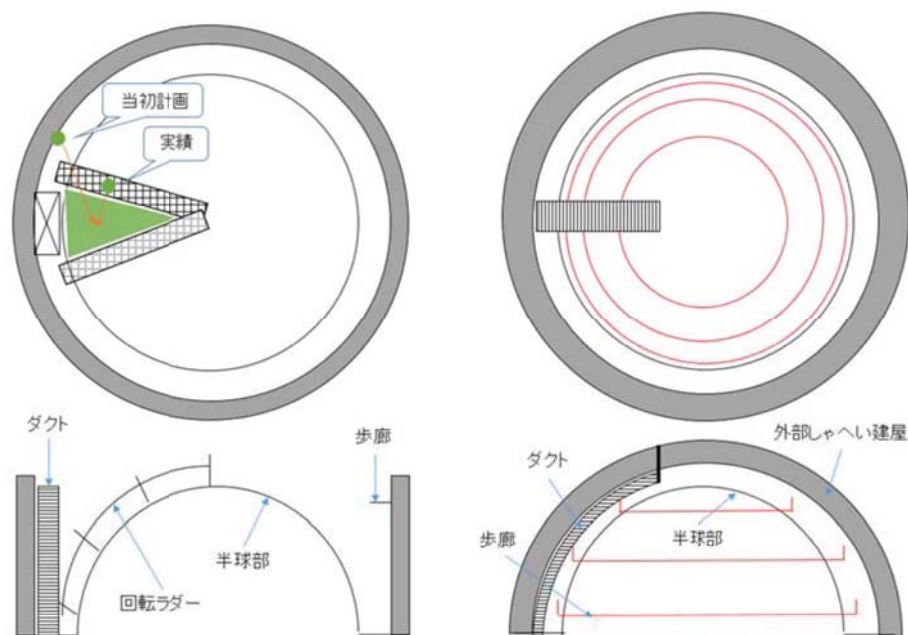 当初計画
実績
ダクト
歩廊
半球部
回転ラダー
外部しゃへい建屋
ダクト
半球部
歩廊